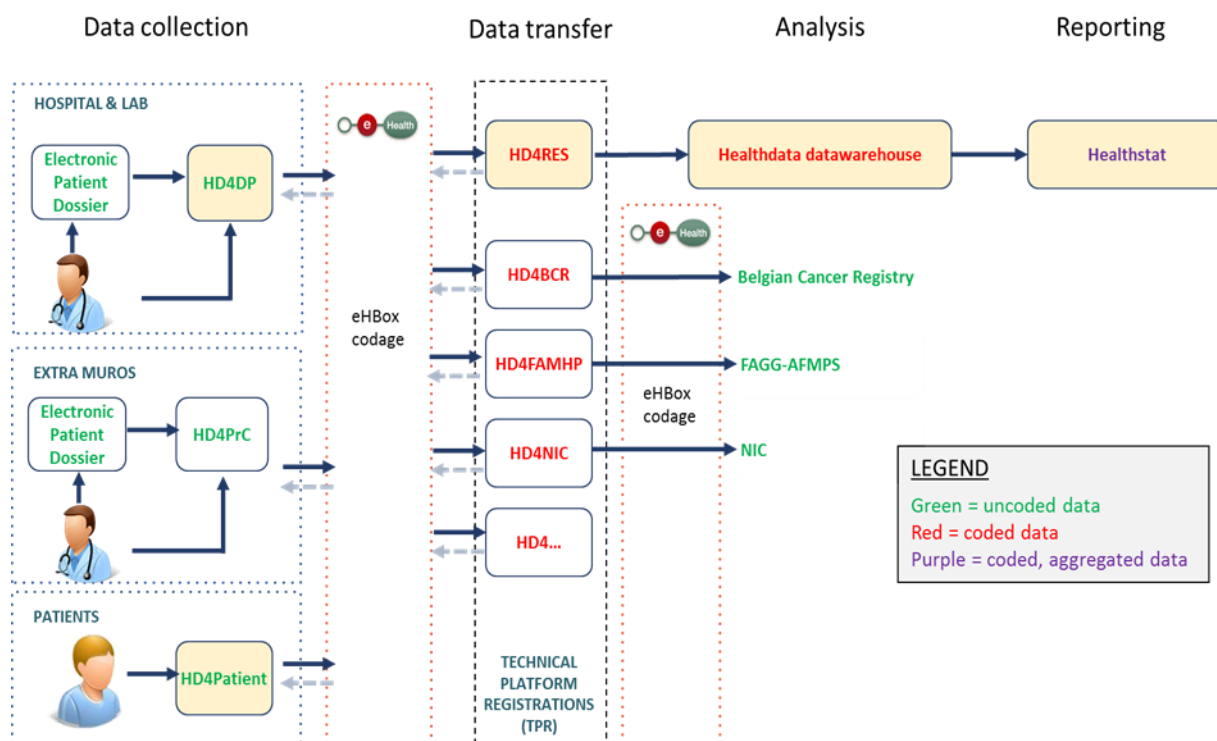 Data collection
Data transfer
Analysis
Reporting
HOSPITAL & LAB
Electronic
Patient
Dossier
HD4DP
e
Health
HD4RES
Healthdata datawarehouse
Healthstat
e
Health
HD4BCR
Belgian Cancer Registry
eHBox
codage
EXTRA MUROS
HD4FAMHP
FAGG-AFMPS
eHBox
codage
Electronic
Patient
Dossier
HD4PrC
HD4NIC
NIC
LEGEND
Green = uncoded data
Red = coded data
Purple = coded, aggregated data
HD4...
PATIENTS
HD4Patient
TECHNICAL
PLATFORM
REGISTRATIONS
(TPR)